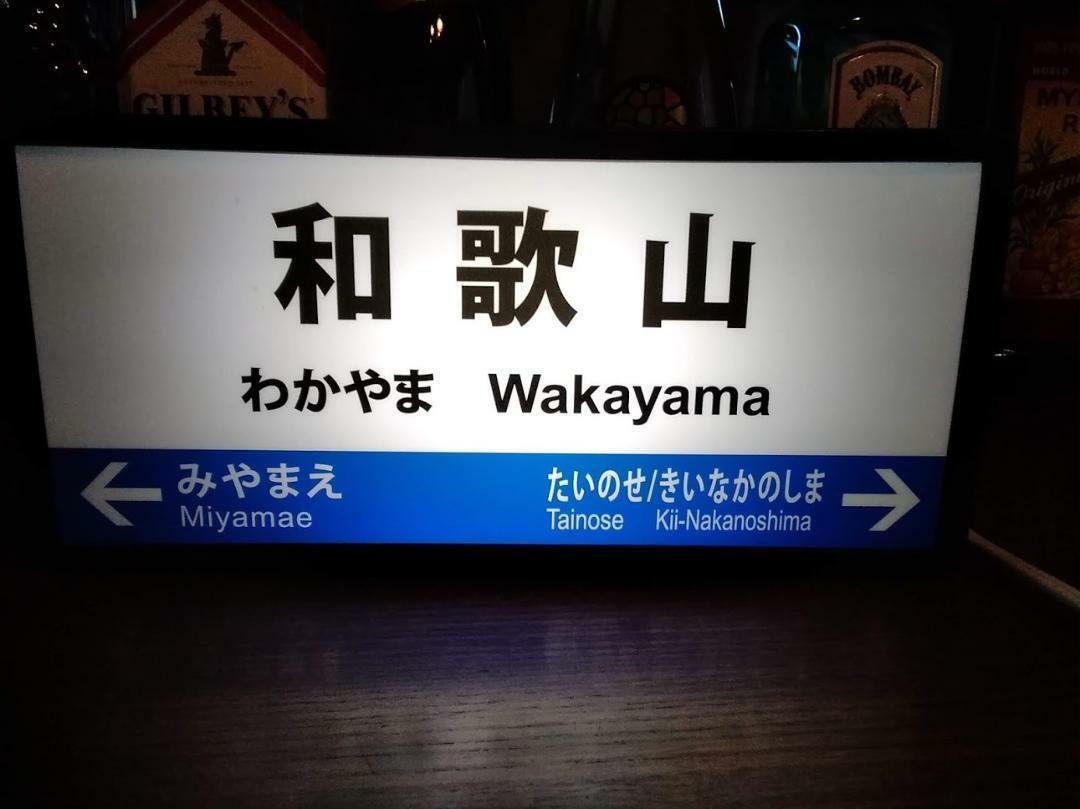 GILBEY'S
BOMBAY
和歌山
わかやま Wakayama
← みやまえ
Miyamae
たいのせ/きいなかのしま →
Tainose Kii-Nakanoshima